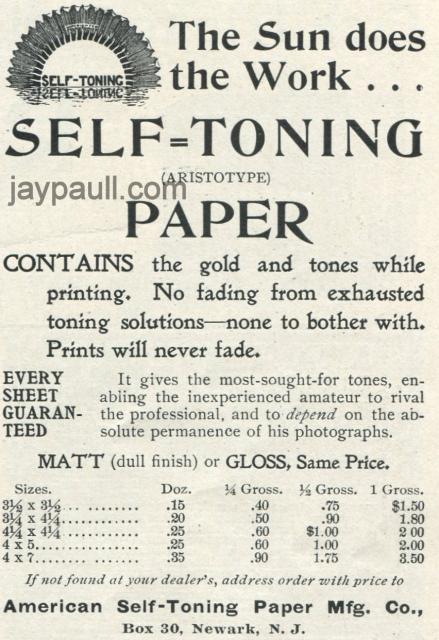 The Sun does
the Work . . .
SELF-TONING
SELF-TONING
SELF=TONING
(ARISTOTYPE)
jaypaull.com
PAPER
CONTAINS the gold and tones while
printing. No fading from exhausted
toning solutions—none to bother with.
Prints will never fade.
EVERY
SHEET
GUARAN-
TEED
It gives the most-sought-for tones, en-
abling the inexperienced amateur to rival
the professional, and to depend on the ab-
solute permanence of his photographs.
MATT (dull finish) or GLOSS, Same Price.
Sizes. Doz. ¼ Gross. ½ Gross. 1 Gross.
3½ x 3½... .......... .15 .40 .75 $1.50
3¼ x 4¼.... .......... .20 .50 .90 1.80
4¼ x 4¼.... .......... .25 .60 $1.00 2 00
4 x 5................ .25 .60 1.00 2.00
4 x 7................ .35 .90 1.75 3.50
If not found at your dealer's, address order with price to
American Self-Toning Paper Mfg. Co.,
Box 30, Newark, N. J.